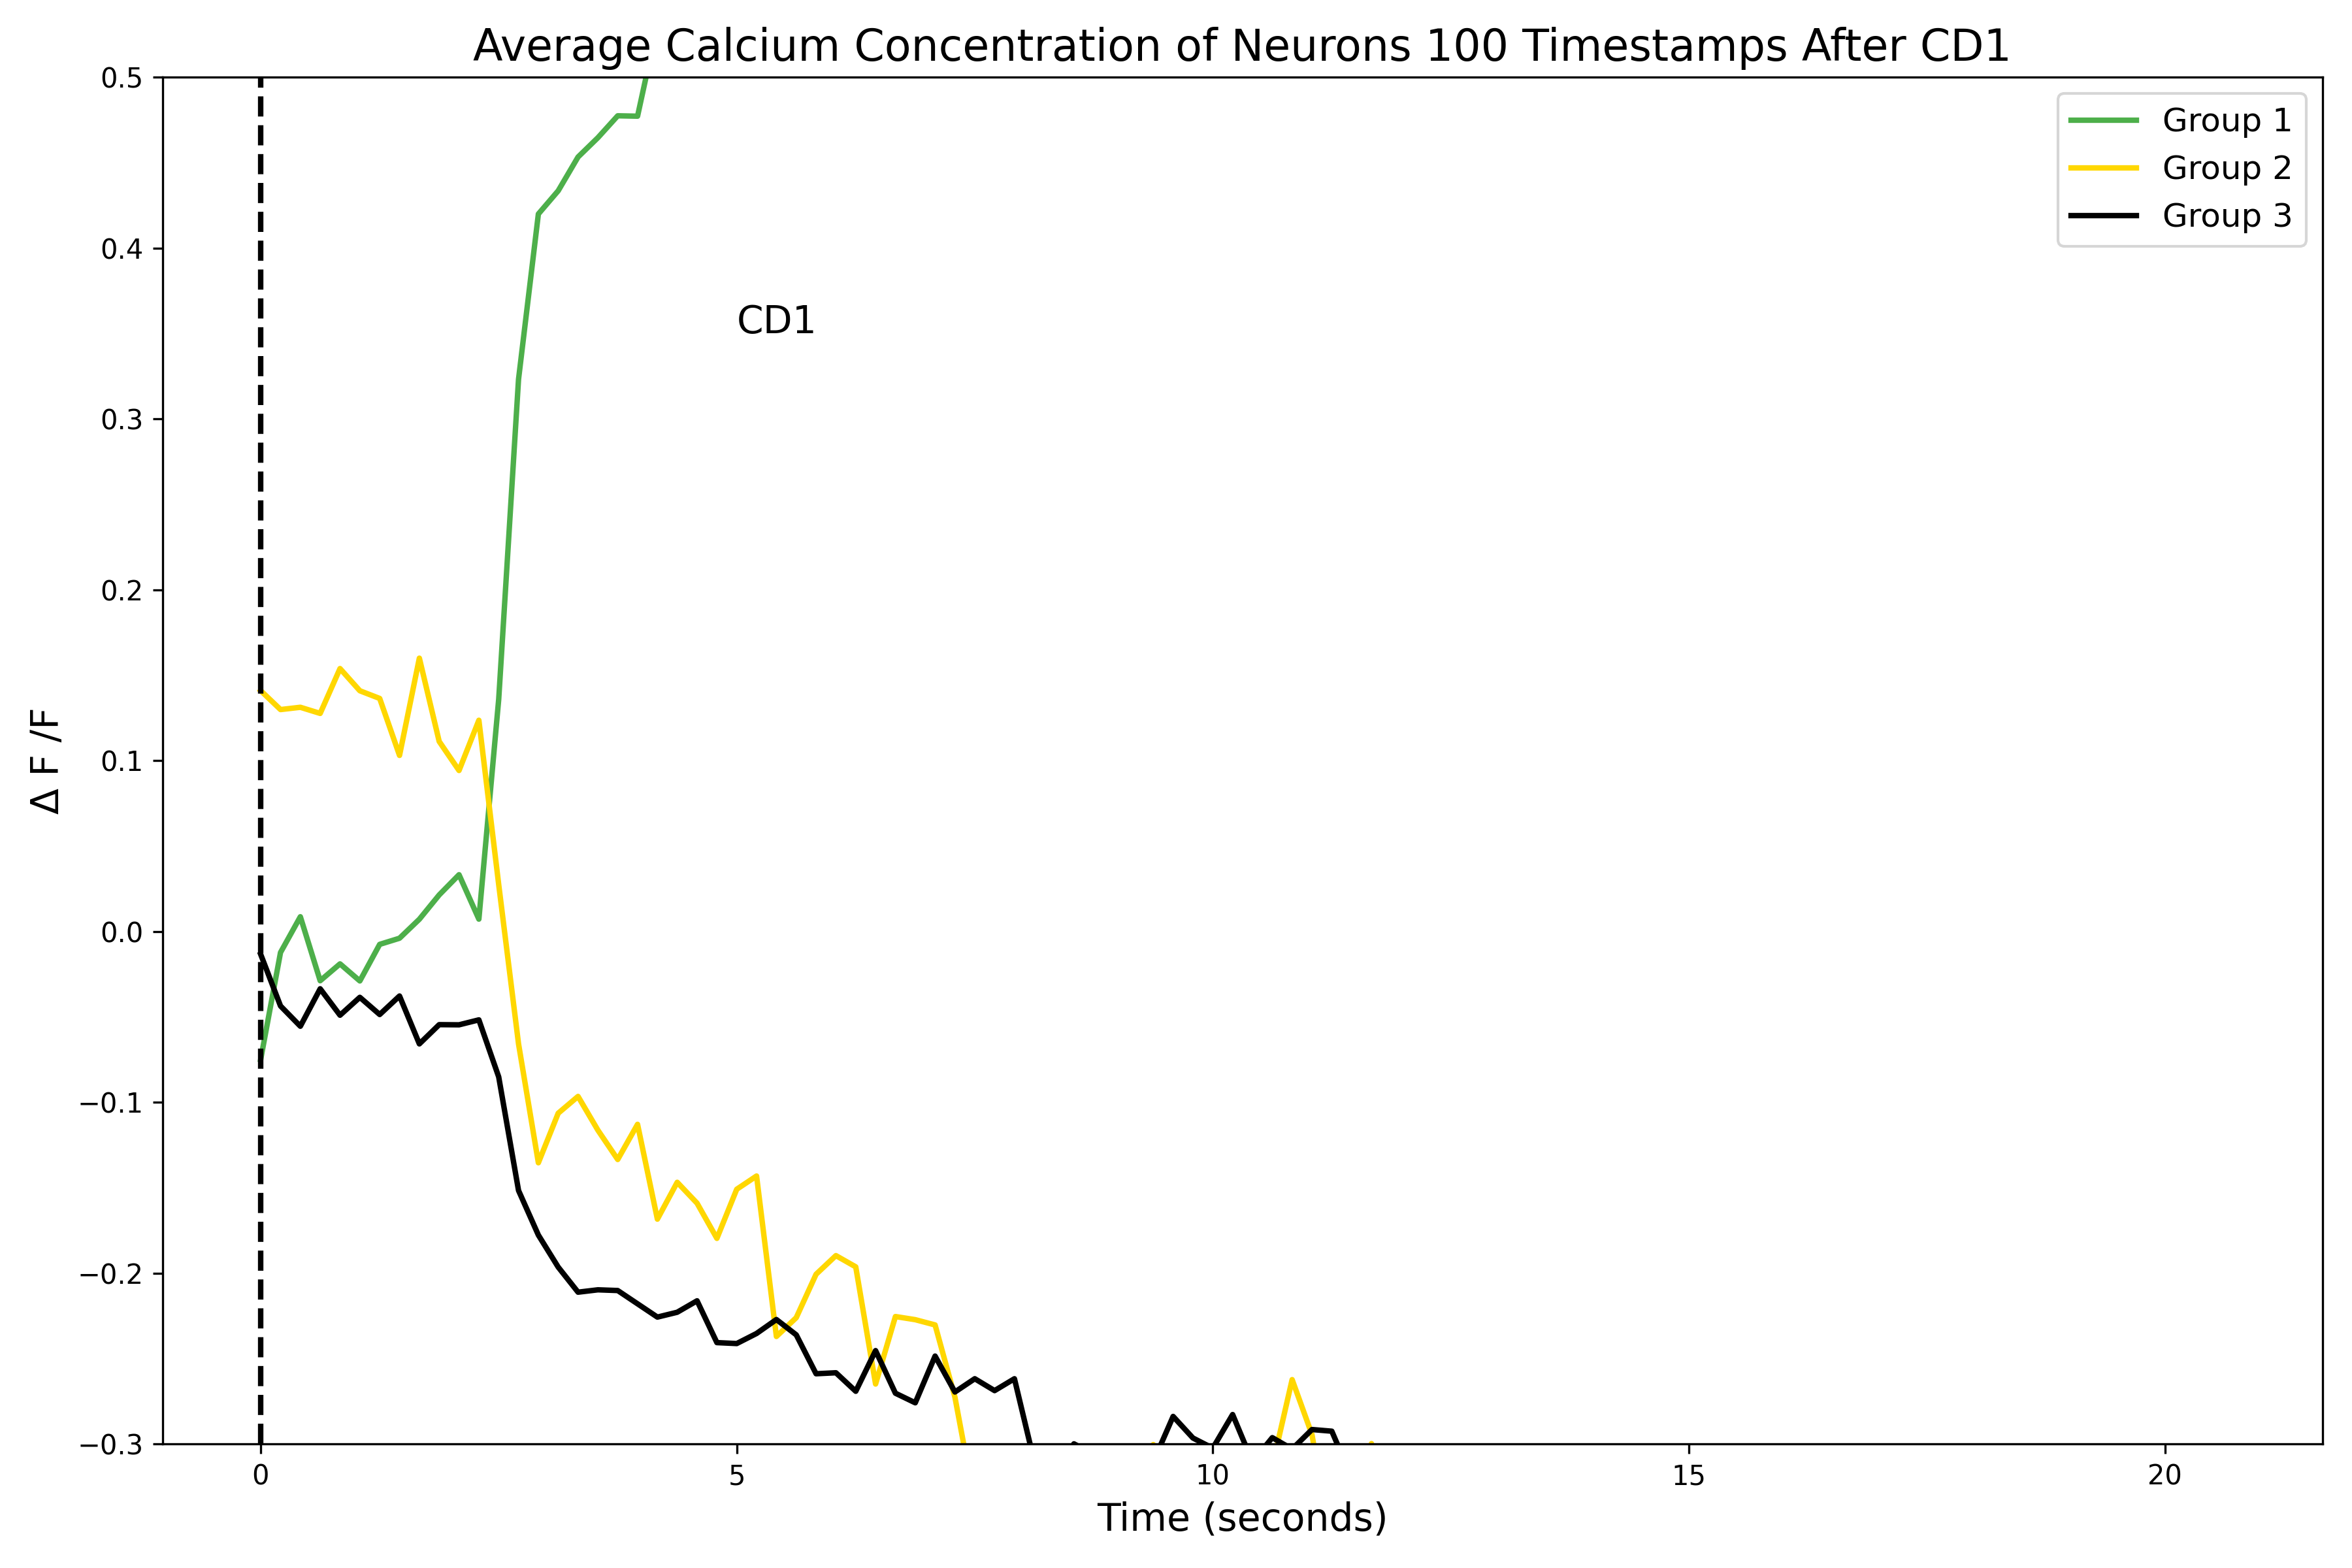 Average Calcium Concentration of Neurons 100 Timestamps After CD1
0.5
0.4
0.3
0.2
0.1
0.0
−0.1
−0.2
−0.3
Δ F /F
CD1
Group 1
Group 2
Group 3
0 5 10 15 20
Time (seconds)